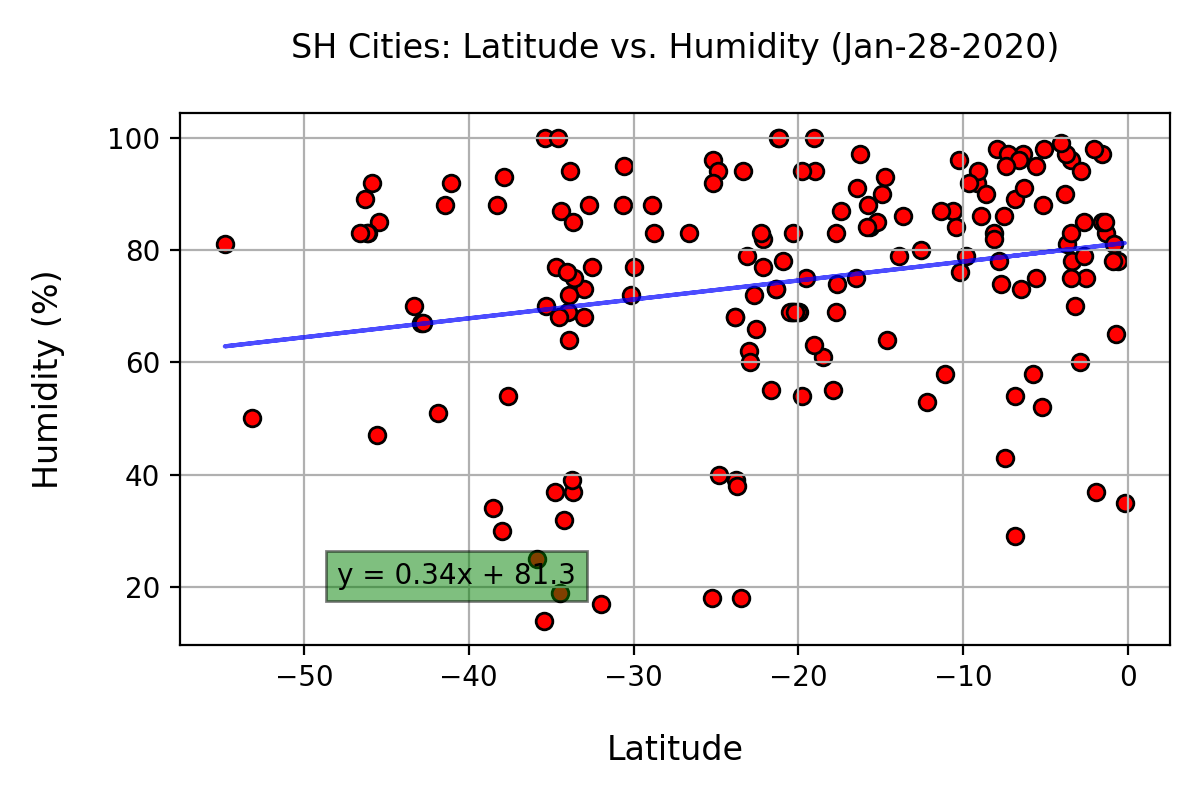 SH Cities: Latitude vs. Humidity (Jan-28-2020)
Humidity (%)
100
80
60
40
20
y = 0.34x + 81.3
−50 −40 −30 −20 −10 0
Latitude